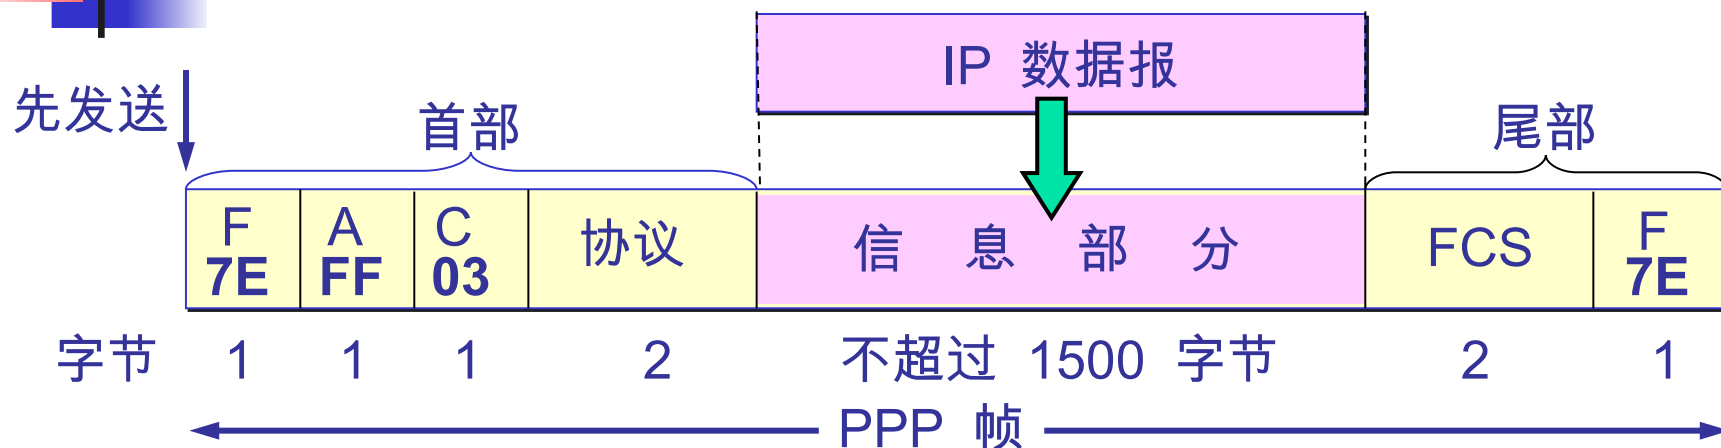 IP 数据报
先发送
首部
尾部
F A C 协议 信息部分 FCS F
7E FF 03 7E
字节 1 1 1 2 不超过 1500 字节 2 1
PPP 帧